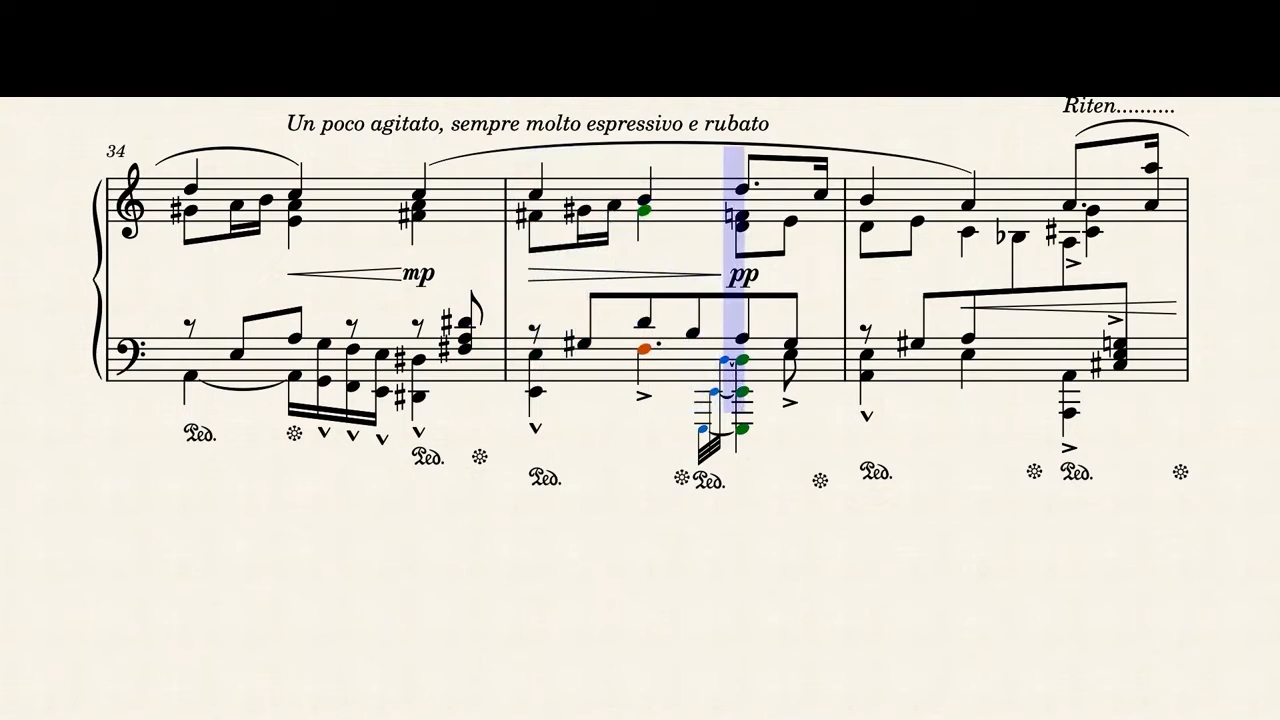 Riten..........
Un poco agitato, sempre molto espressivo e rubato
34
mp
pp
Ped. Ped. Ped. Ped. Ped. Ped.